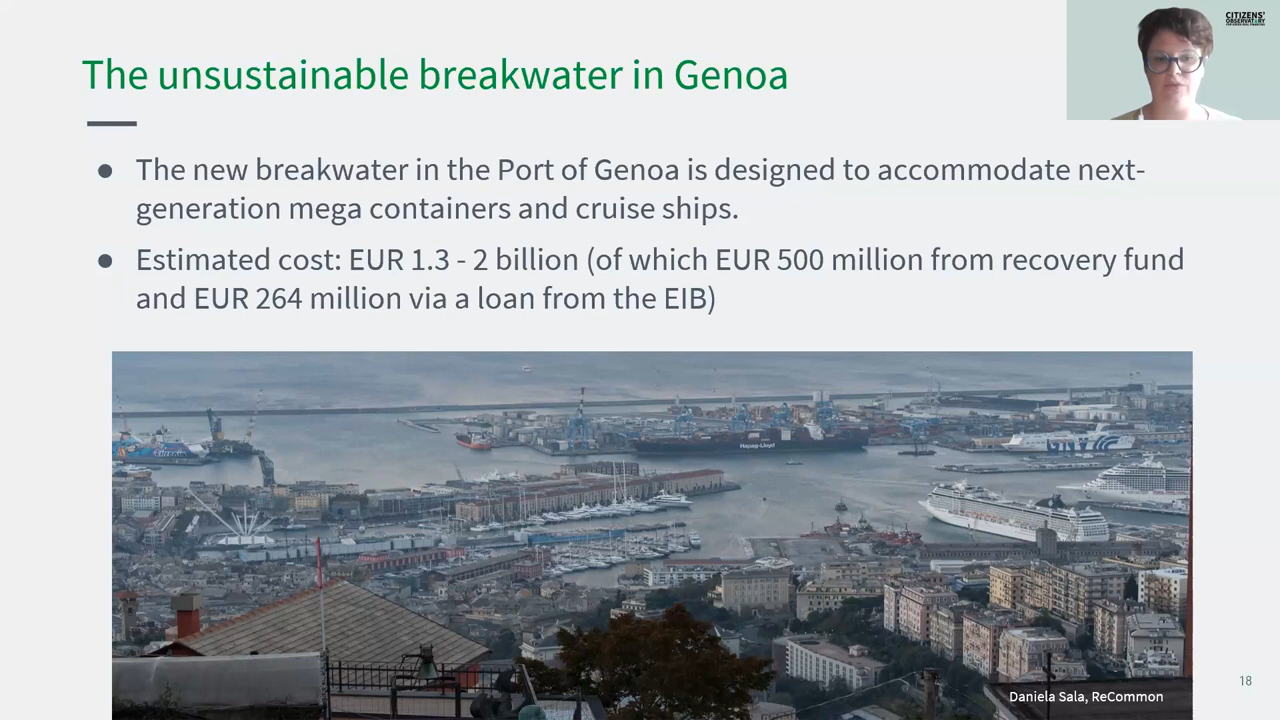 CITIZENS'
OBSERVATORY
The unsustainable breakwater in Genoa
● The new breakwater in the Port of Genoa is designed to accommodate next-
generation mega containers and cruise ships.
● Estimated cost: EUR 1.3 - 2 billion (of which EUR 500 million from recovery fund
and EUR 264 million via a loan from the EIB)
Hapag-Lloyd
Daniela Sala, ReCommon
18